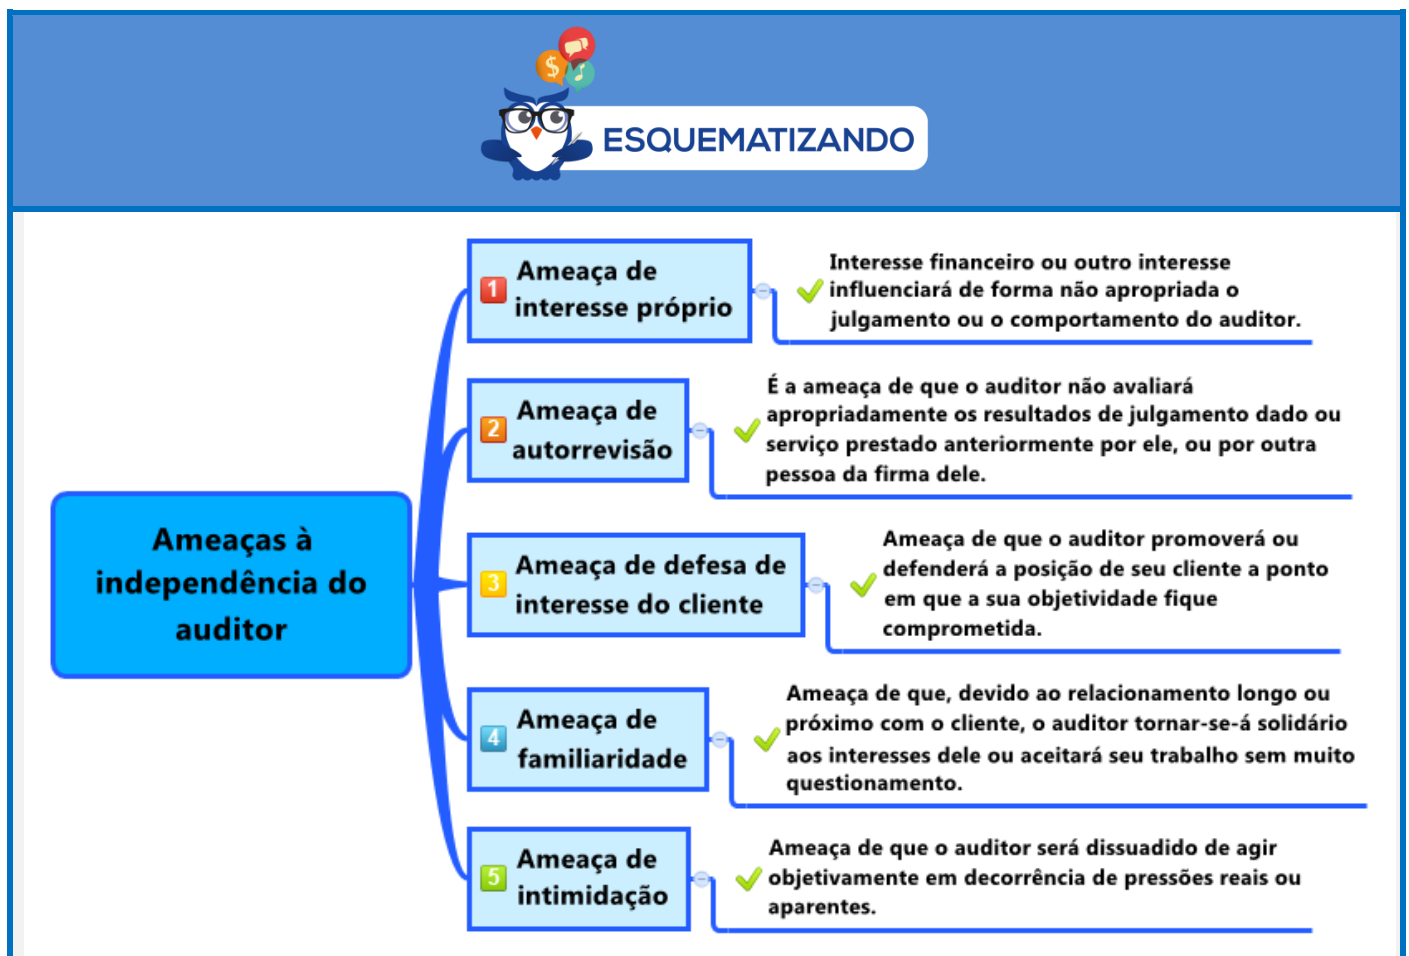 $
ESQUEMATIZANDO
1
Ameaça de
interesse próprio
Interesse financeiro ou outro interesse
influenciará de forma não apropriada o
julgamento ou o comportamento do auditor.
2
Ameaça de
autorrevisão
É a ameaça de que o auditor não avaliará
apropriadamente os resultados de julgamento dado ou
serviço prestado anteriormente por ele, ou por outra
pessoa da firma dele.
Ameaças à
independência do
auditor
3
Ameaça de defesa de
interesse do cliente
Ameaça de que o auditor promoverá ou
defenderá a posição de seu cliente a ponto
em que a sua objetividade fique
comprometida.
4
Ameaça de
familiaridade
Ameaça de que, devido ao relacionamento longo ou
próximo com o cliente, o auditor tornar-se-á solidário
aos interesses dele ou aceitará seu trabalho sem muito
questionamento.
5
Ameaça de
intimidação
Ameaça de que o auditor será dissuadido de agir
objetivamente em decorrência de pressões reais ou
aparentes.